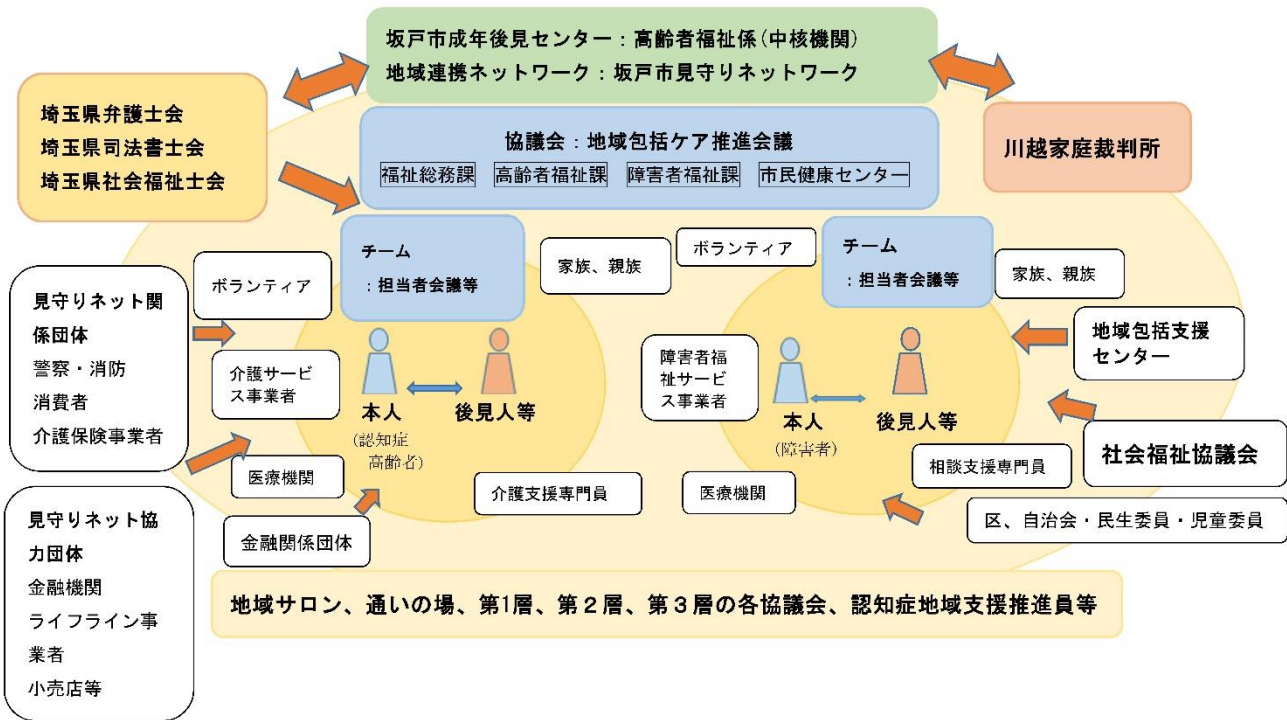 坂戸市成年後見センター：高齢者福祉係(中核機関)
地域連携ネットワーク：坂戸市見守りネットワーク
埼玉県弁護士会
埼玉県司法書士会
埼玉県社会福祉士会
協議会：地域包括ケア推進会議
福祉総務課 高齢者福祉課 障害者福祉課 市民健康センター
川越家庭裁判所
チーム
：担当者会議等
家族、親族
ボランティア
チーム
：担当者会議等
家族、親族
ボランティア
見守りネット関
係団体
警察・消防
消費者
介護保険事業者
介護サービ
ス事業者
本人
(認知症
高齢者)
後見人等
障害者福
祉サービ
ス事業者
本人
(障害者)
後見人等
地域包括支援
センター
社会福祉協議会
医療機関
介護支援専門員
医療機関
相談支援専門員
金融関係団体
区、自治会・民生委員・児童委員
見守りネット協
力団体
金融機関
ライフライン事
業者
小売店等
地域サロン、通いの場、第1層、第２層、第３層の各協議会、認知症地域支援推進員等